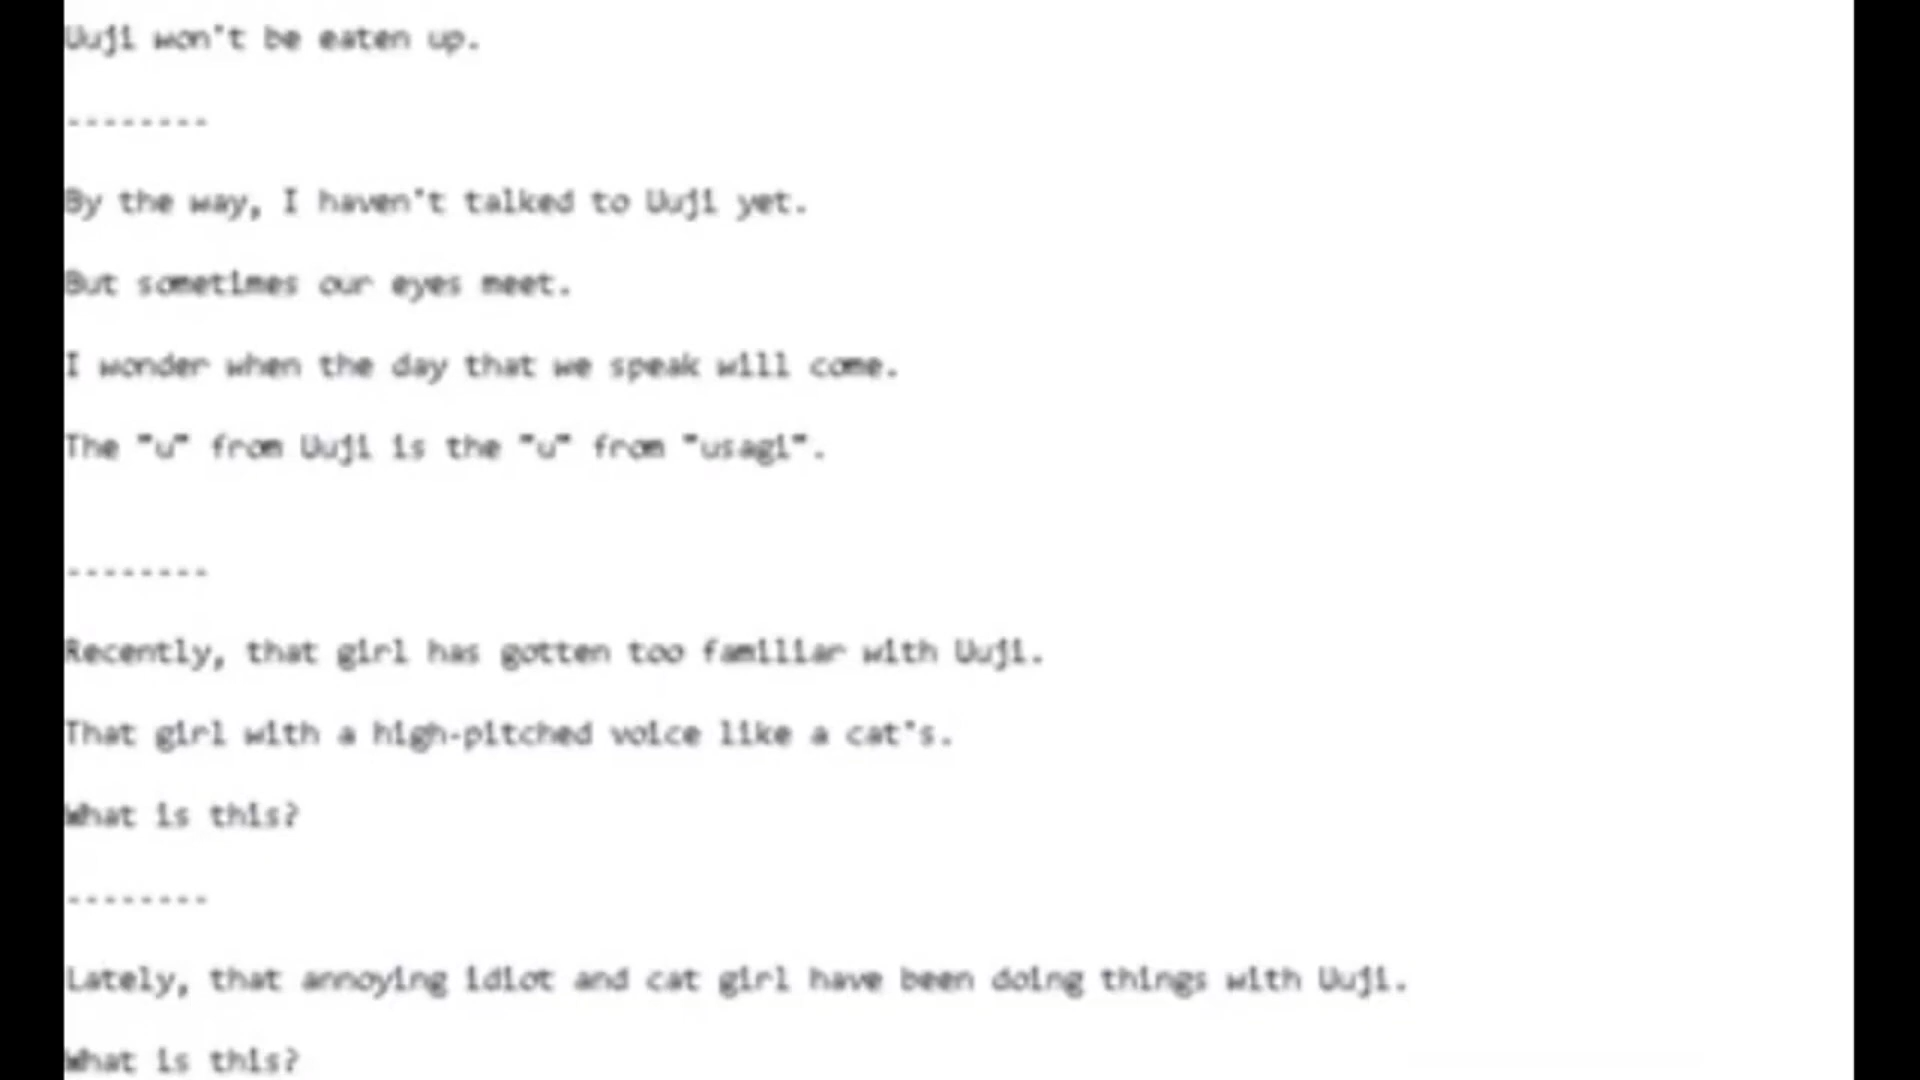 Uuji won't be eaten up.
--------
By the way, I haven't talked to Uuji yet.
But sometimes our eyes meet.
I wonder when the day that we speak will come.
The "u" from Uuji is the "u" from "usagi".
--------
Recently, that girl has gotten too familiar with Uuji.
That girl with a high-pitched voice like a cat's.
What is this?
--------
Lately, that annoying idiot and cat girl have been doing things with Uuji.
What is this?